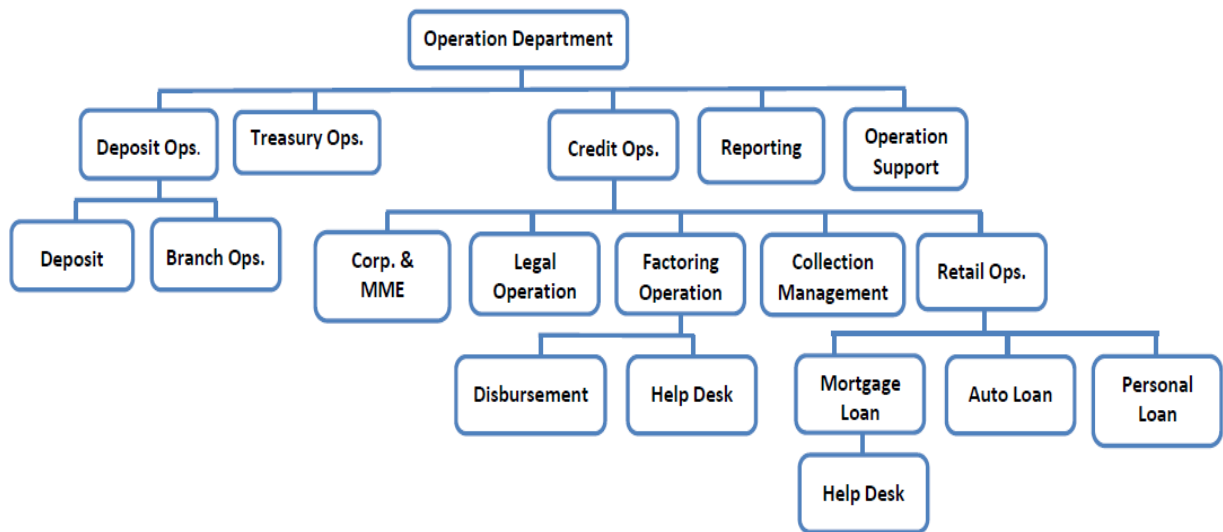 Operation Department
Deposit Ops.
Treasury Ops.
Credit Ops.
Reporting
Operation
Support
Deposit
Branch Ops.
Corp. &
MME
Legal
Operation
Factoring
Operation
Collection
Management
Retail Ops.
Disbursement
Help Desk
Mortgage
Loan
Auto Loan
Personal
Loan
Help Desk